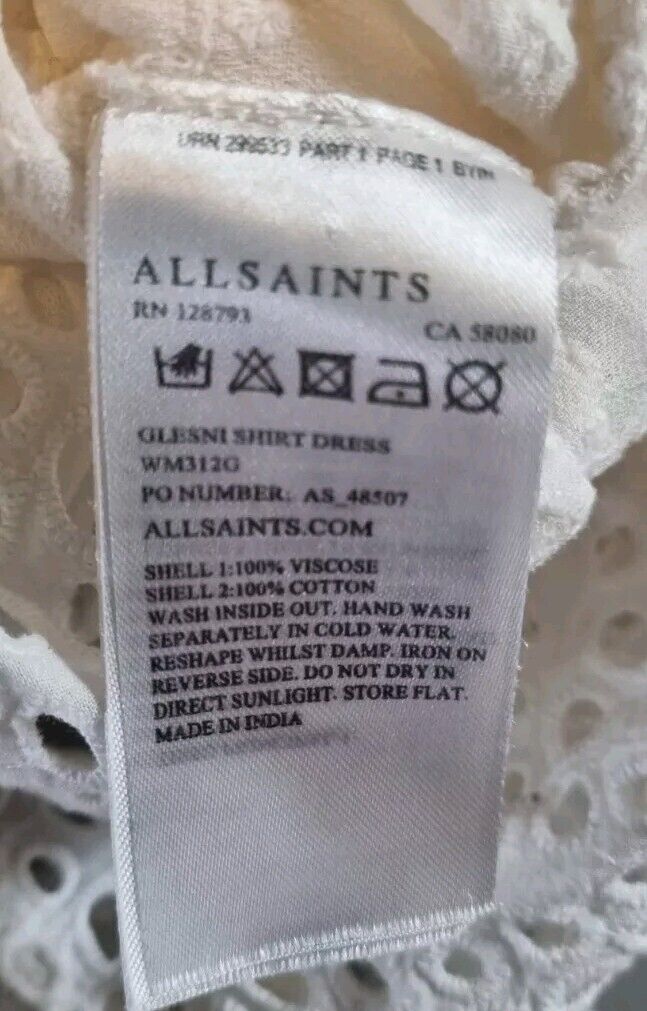 URN 299533 PART 1 PAGE 1
ALLSAINTS
RN 128793
CA 58080
GLESNI SHIRT DRESS
WM312G
PO NUMBER: AS_48507
ALLSAINTS.COM
SHELL 1:100% VISCOSE
SHELL 2:100% COTTON
WASH INSIDE OUT. HAND WASH
SEPARATELY IN COLD WATER.
RESHAPE WHILST DAMP. IRON ON
REVERSE SIDE. DO NOT DRY IN
DIRECT SUNLIGHT. STORE FLAT.
MADE IN INDIA